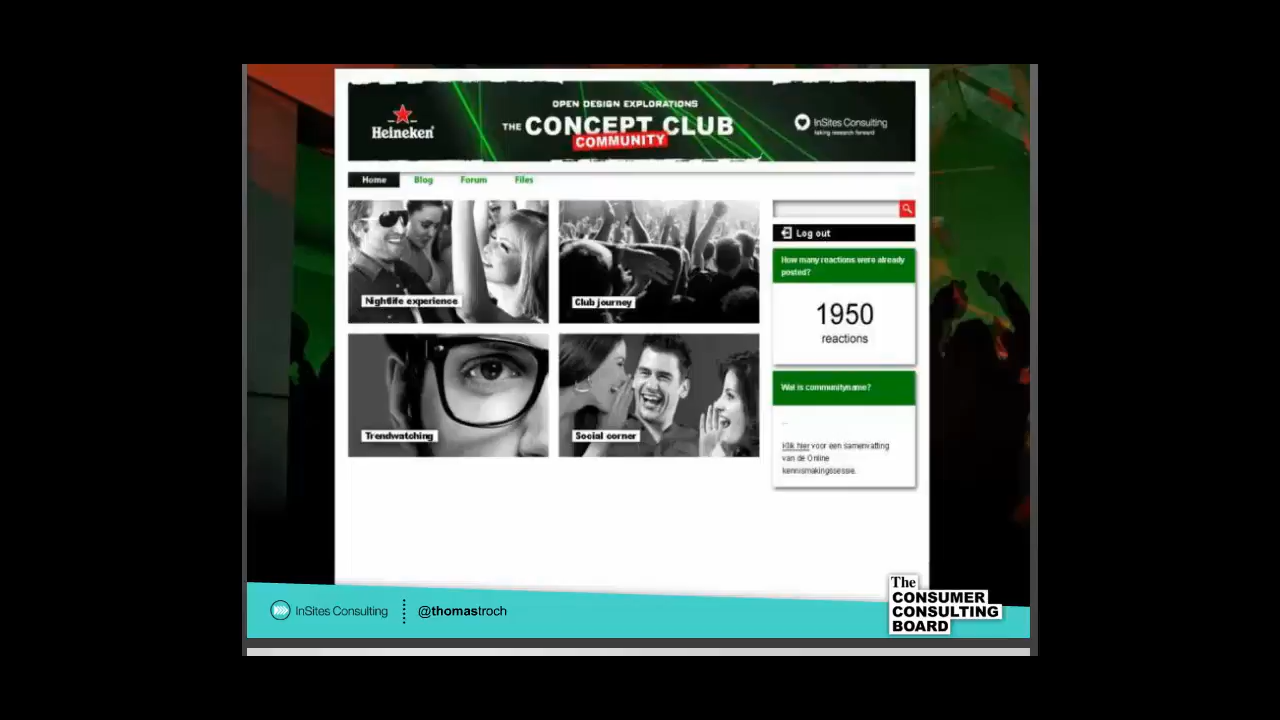 Heineken
OPEN DESIGN EXPLORATIONS
THE CONCEPT CLUB
COMMUNITY
InSites Consulting
taking research forward
Home
Blog
Forum
Files
Log out
Nightlife experience
Club journey
How many reactions were already
posted?
1950
reactions
Trendwatching
Social corner
Wat is communityname?
...
Klik hier voor een samenvatting
van de Online
kennismakingssessie.
InSites Consulting
@thomastroch
The
CONSUMER
CONSULTING
BOARD